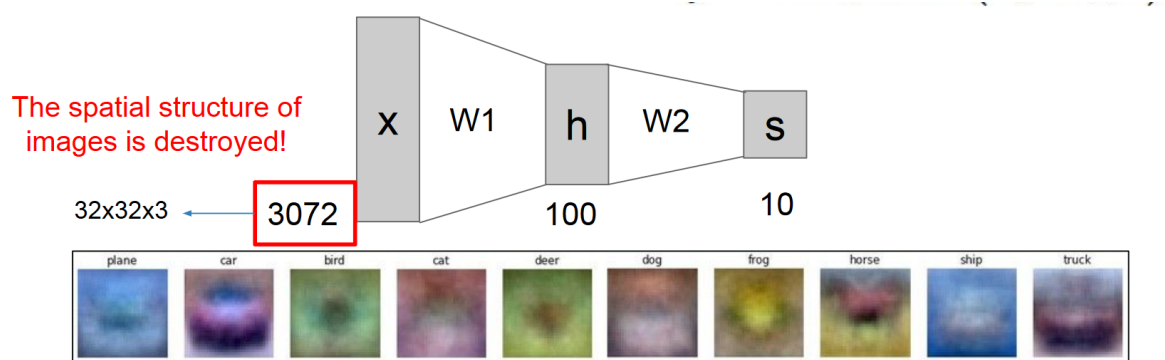 The spatial structure of
images is destroyed!
x
W1
h
W2
s
32x32x3
3072
100
10
plane car bird cat deer dog frog horse ship truck